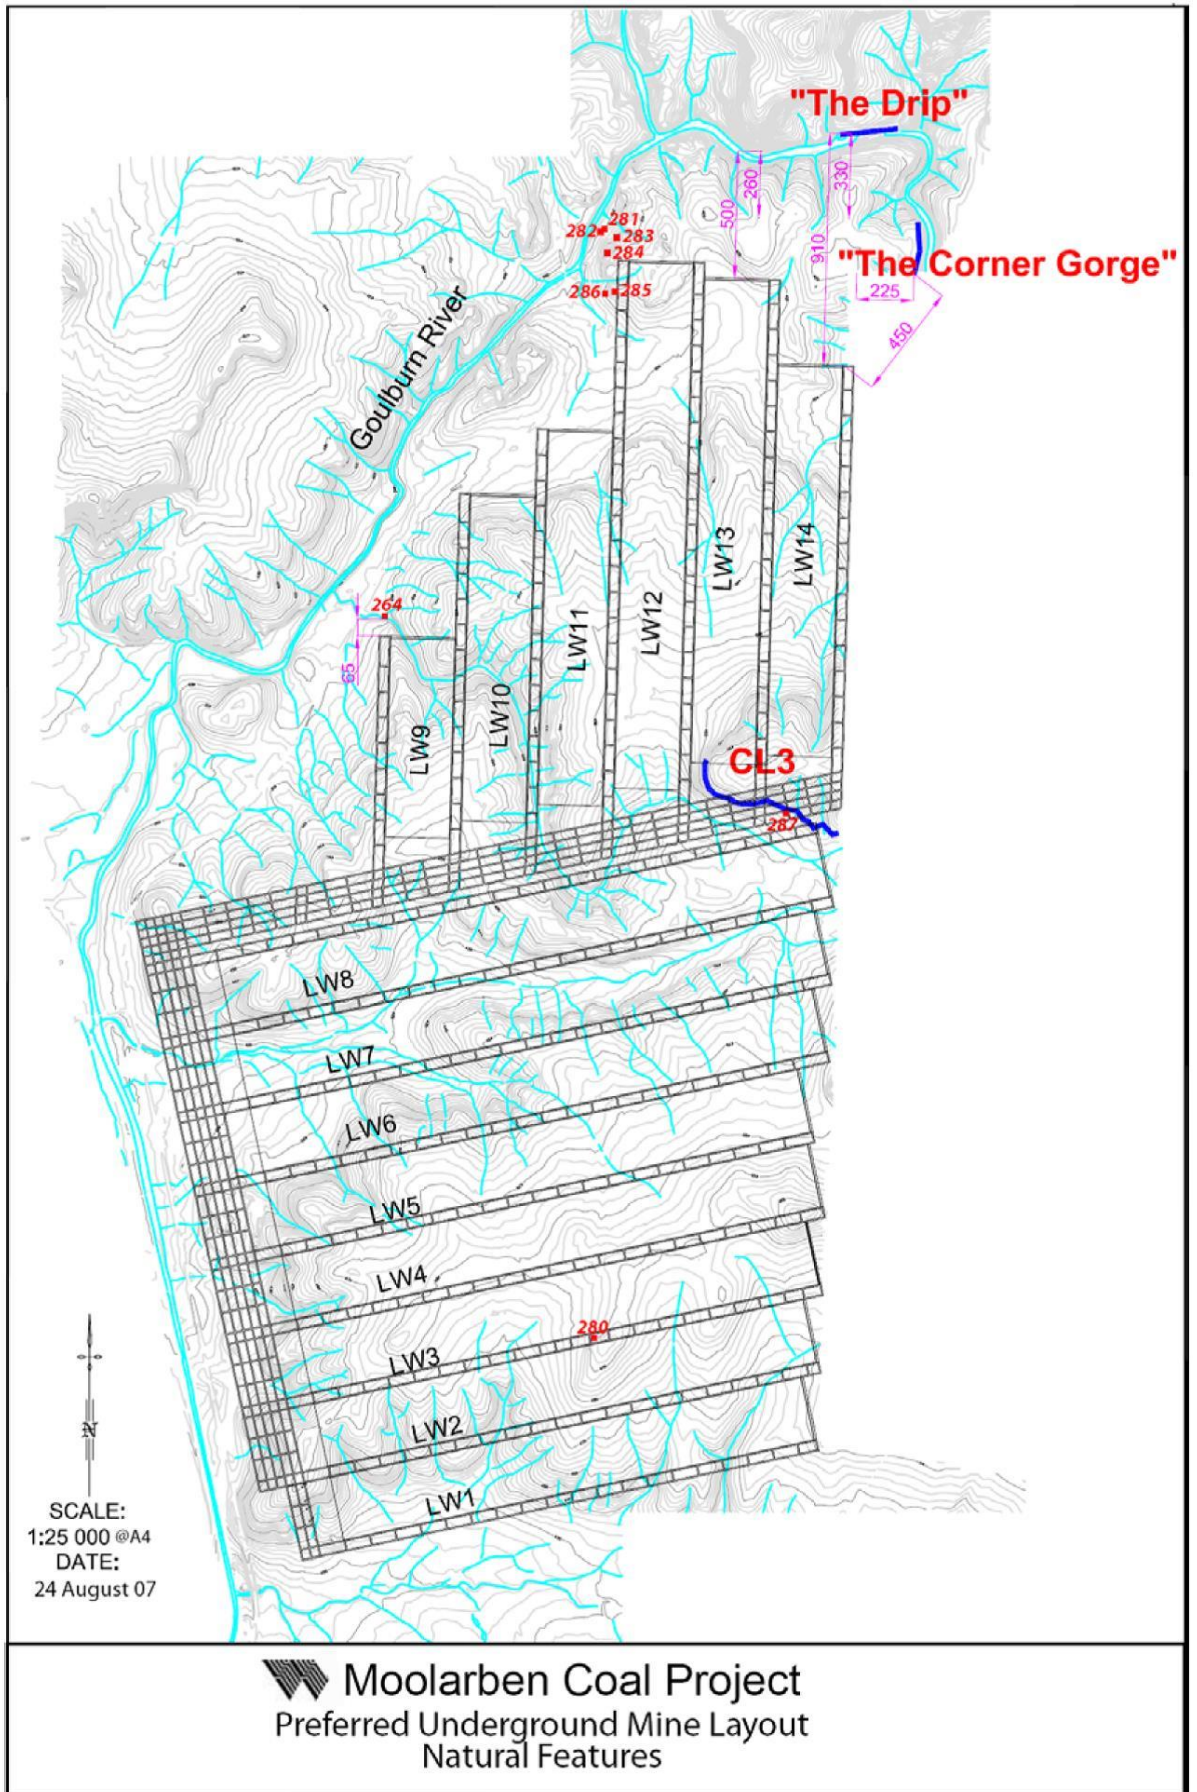 "The Drip"
260
330
500
281
282
283
910
284
"The Corner Gorge"
286
285
225
450
Goulburn River
LW13
LW14
264
LW12
LW11
65
LW10
LW9
CL3
287
LW8
LW7
LW6
LW5
LW4
280
LW3
LW2
LW1
N
SCALE:
1:25 000 @A4
DATE:
24 August 07
Moolarben Coal Project
Preferred Underground Mine Layout
Natural Features